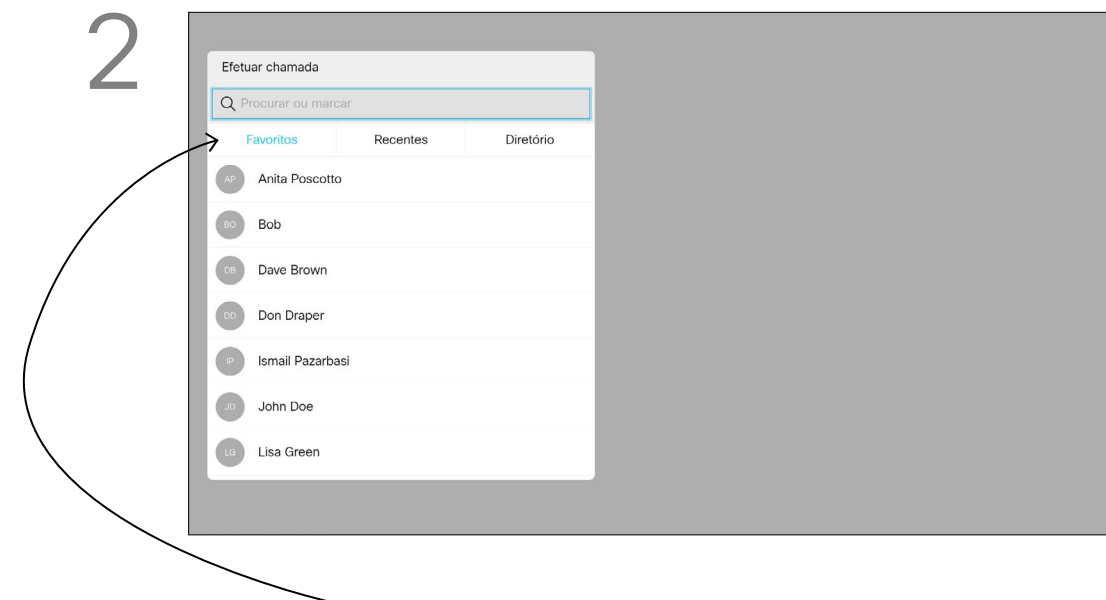 2
Efetuar chamada
Procurar ou marcar
Favoritos Recentes Diretório
AP Anita Poscotto
BO Bob
DB Dave Brown
DD Don Draper
IP Ismail Pazarbasi
JD John Doe
LG Lisa Green